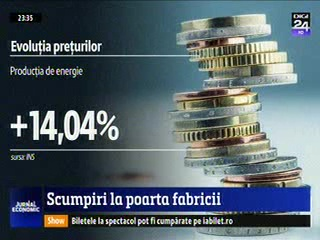 23:35
DIGI 24
Evoluția prețurilor
Producția de energie
+14,04%
sursa: INS
JURNAL ECONOMIC
Scumpiri la poarta fabricii
Show
Biletele la spectacol pot fi cumpărate pe iabilet.ro